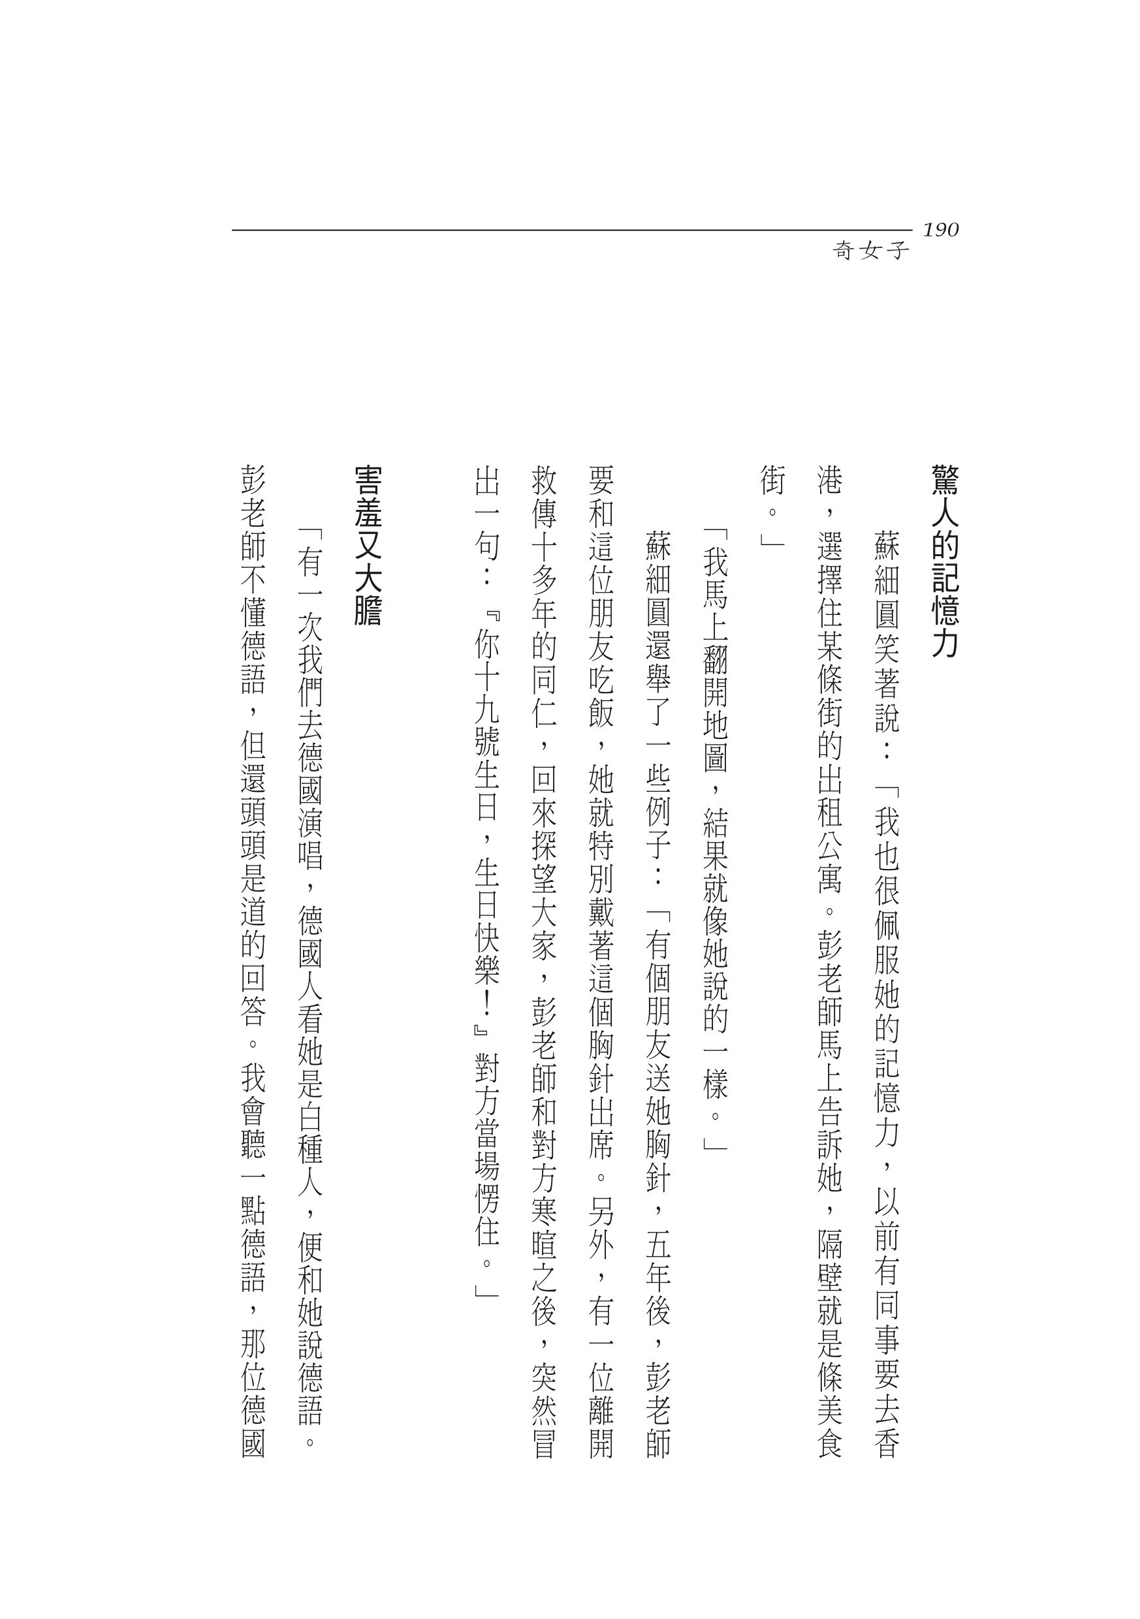 190
奇女子
驚人的記憶力
蘇細圓笑著說：「我也很佩服她的記憶力，以前有同事要去香
港，選擇住某條街的出租公寓。彭老師馬上告訴她，隔壁就是條美食
街。」
「我馬上翻開地圖，結果就像她說的一樣。」
蘇細圓還舉了一些例子：「有個朋友送她胸針，五年後，彭老師
要和這位朋友吃飯，她就特別戴著這個胸針出席。另外，有一位離開
救傳十多年的同仁，回來探望大家，彭老師和對方寒暄之後，突然冒
出一句：『你十九號生日，生日快樂！』對方當場愣住。」
害羞又大膽
「有一次我們去德國演唱，德國人看她是白種人，便和她說德語。
彭老師不懂德語，但還頭頭是道的回答。我會聽一點德語，那位德國